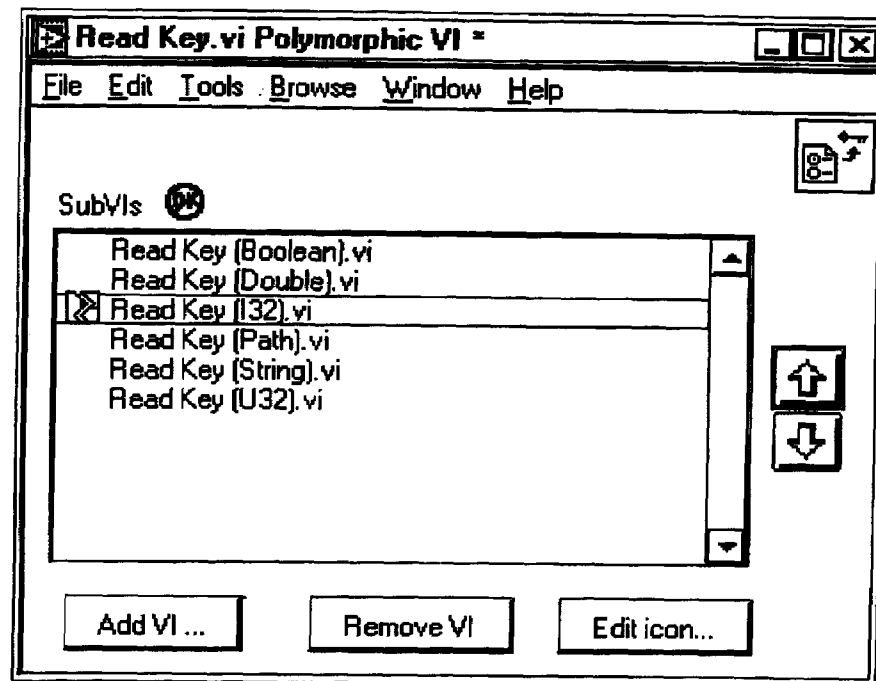 Read Key.vi Polymorphic VI *
File Edit Tools Browse Window Help
SubVIs OK
Read Key (Boolean).vi
Read Key (Double).vi
Read Key (I32).vi
Read Key (Path).vi
Read Key (String).vi
Read Key (U32).vi
Add VI ... Remove VI Edit icon...